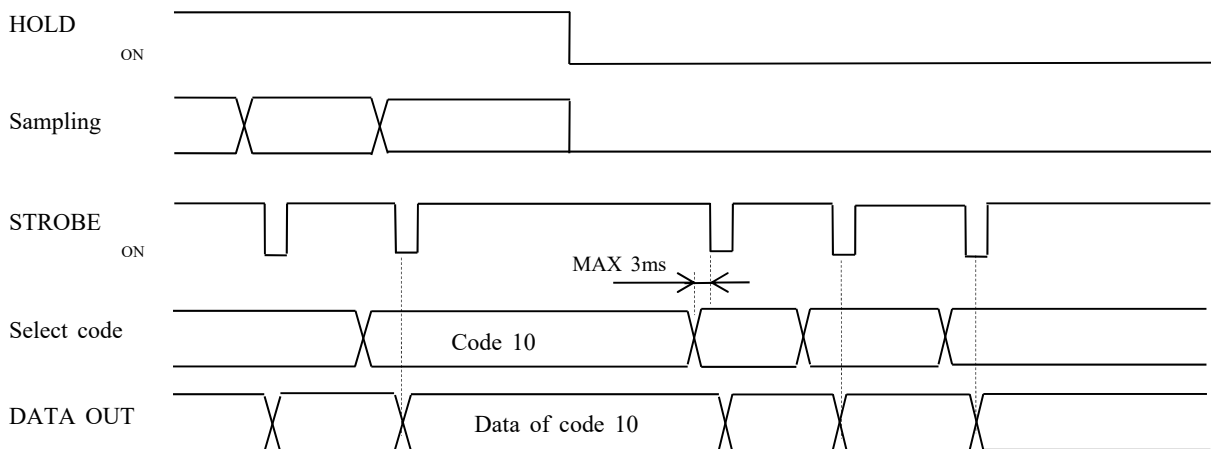 HOLD
ON
Sampling
STROBE
ON
MAX 3ms
Select code
Code 10
DATA OUT
Data of code 10